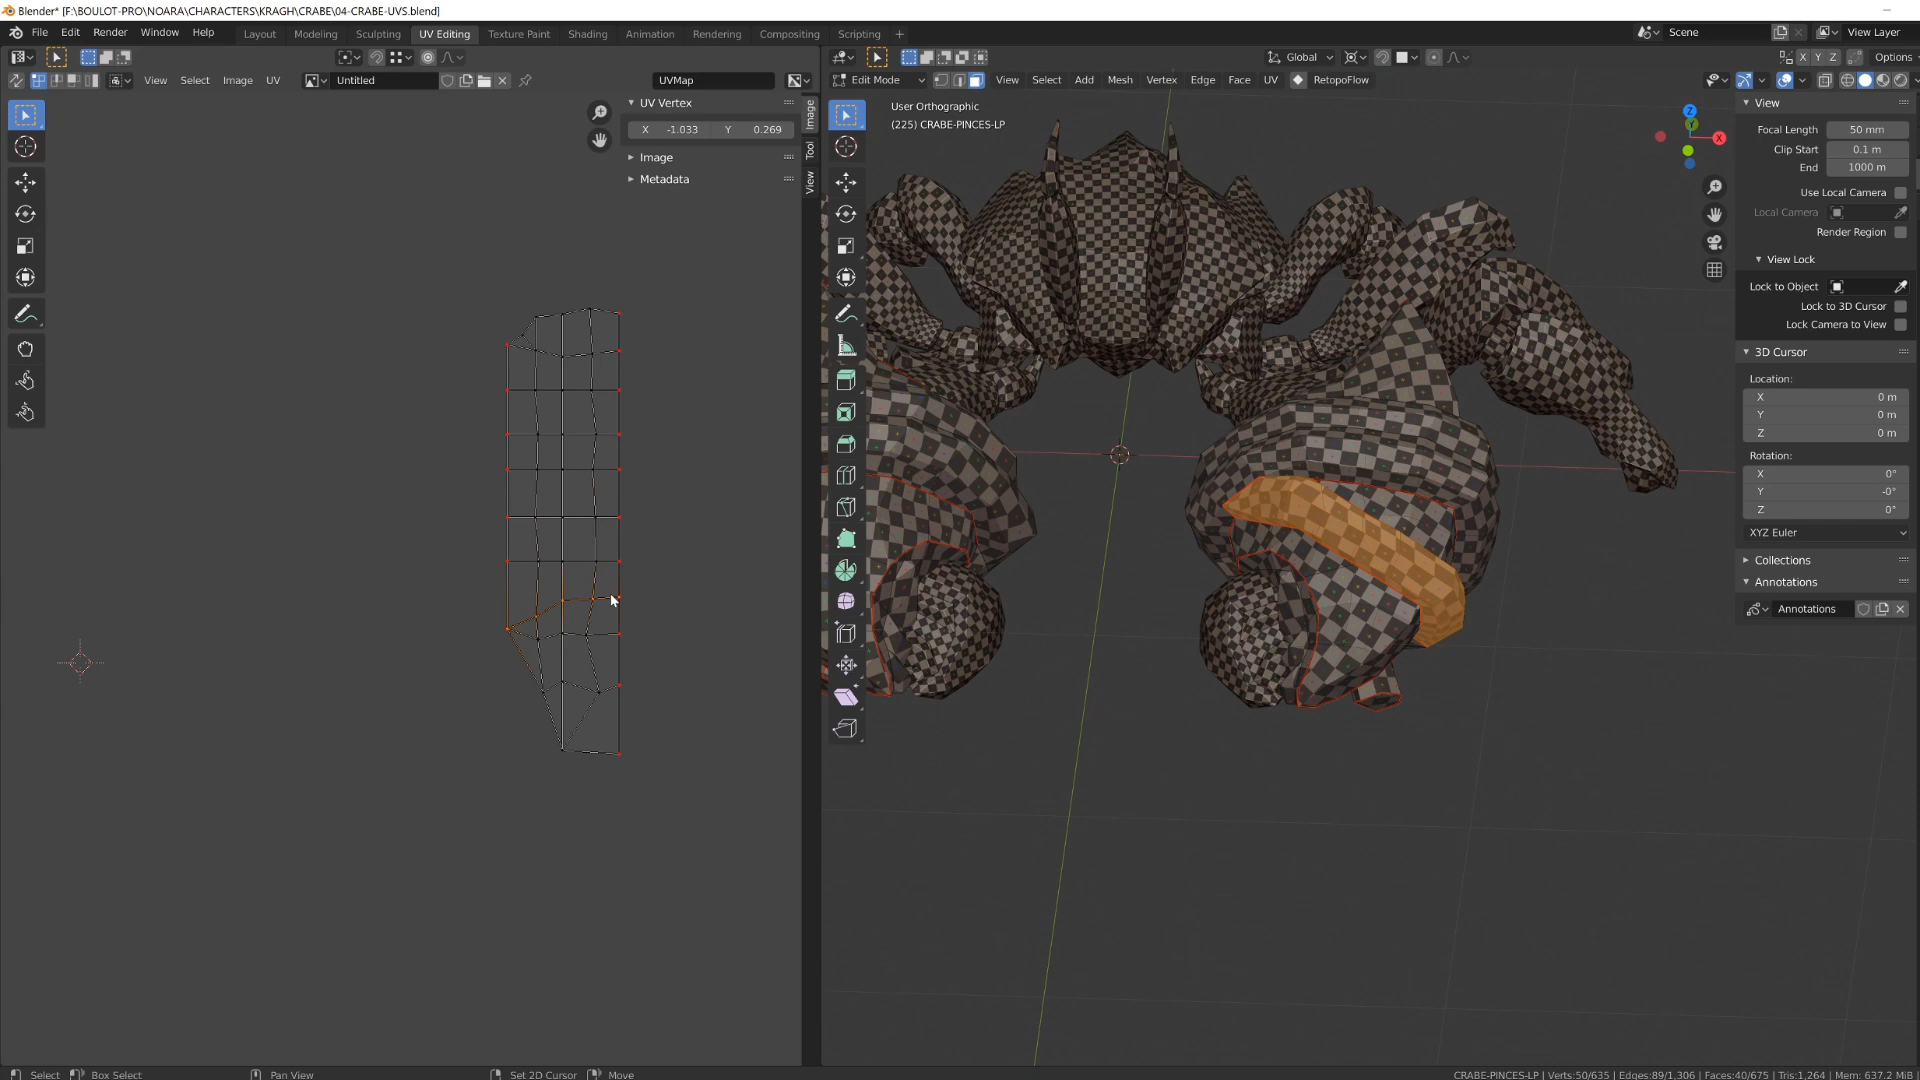 Blender* [F:\BOULOT-PRO\NOARA\CHARACTERS\KRAGH\CRABE\04-CRABE-UVS.blend]
File Edit Render Window Help Layout Modeling Sculpting UV Editing Texture Paint Shading Animation Rendering Compositing Scripting + Scene View Layer
Global X Y Z Options
View Select Image UV Untitled UVMap Edit Mode View Select Add Mesh Vertex Edge Face UV RetopoFlow
UV Vertex
X -1.033 Y 0.269
Image
Metadata
Image
Tool
View
User Orthographic
(225) CRABE-PINCES-LP
Z
Y
X
View
Focal Length 50 mm
Clip Start 0.1 m
End 1000 m
Use Local Camera
Local Camera
Render Region
View Lock
Lock to Object
Lock to 3D Cursor
Lock Camera to View
3D Cursor
Location:
X 0 m
Y 0 m
Z 0 m
Rotation:
X 0°
Y -0°
Z 0°
XYZ Euler
Collections
Annotations
Annotations
Select Box Select Pan View Set 2D Cursor Move CRABE-PINCES-LP | Verts:50/635 | Edges:89/1,306 | Faces:40/675 | Tris:1,264 | Mem: 637.2 MiB